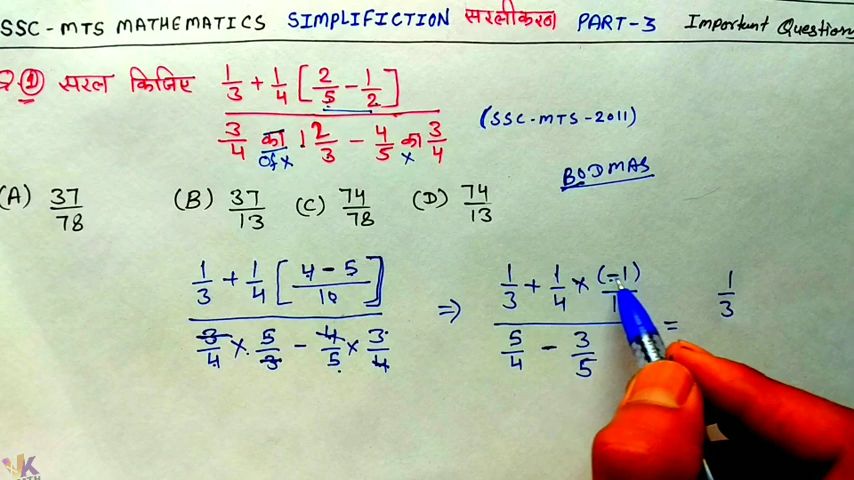 SSC-MTS MATHEMATICS SIMPLIFICTION सरलीकरण PART-3 Important Questions
Q.① सरल किजिए 1/3 + 1/4 [2/5 - 1/2]
3/4 का 1 2/3 - 4/5 का 3/4 (SSC-MTS-2011)
Of × ×
BODMAS
(A) 37/78 (B) 37/13 (C) 74/78 (D) 74/13
1/3 + 1/4 [4-5/10] ⇒ 1/3 + 1/4 × (-1)/1 = 1/3
3/4 × 5/3 - 4/5 × 3/4 5/4 - 3/5
VK